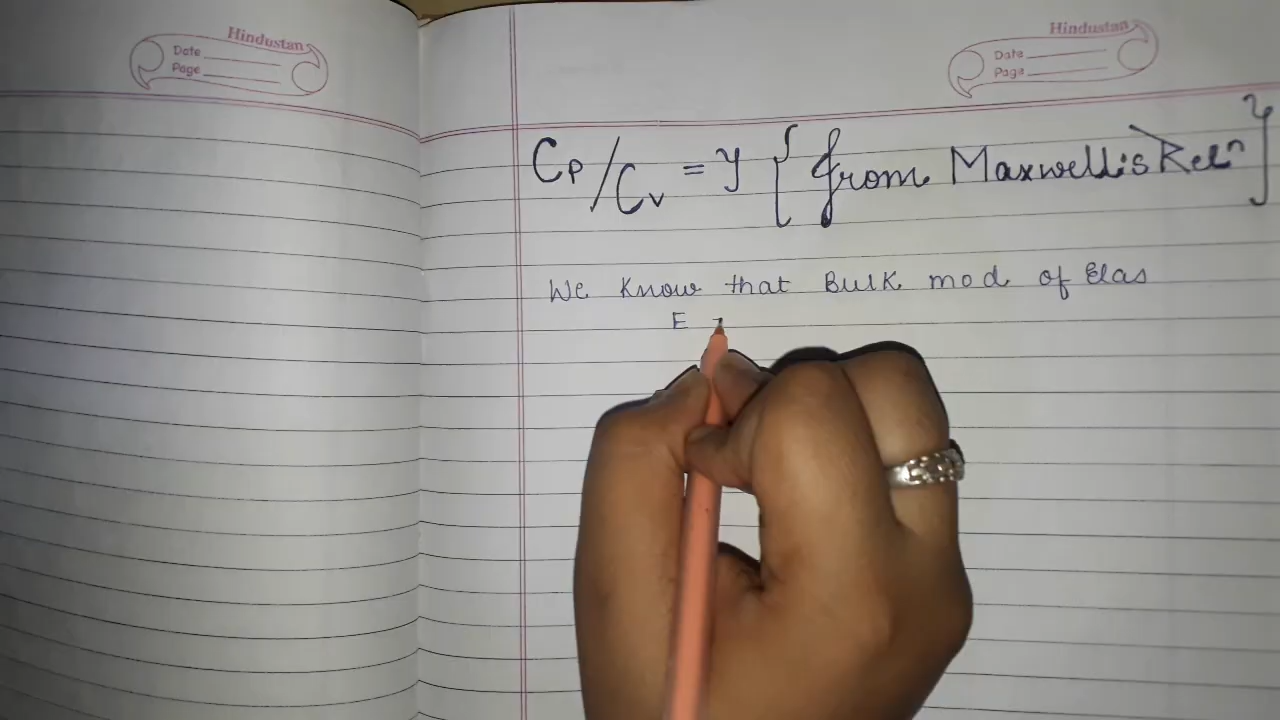 Hindustan
Date
Page
Hindustan
Date
Page
Cp/Cv = γ { from Maxwell's Relⁿ }
We Know that Bulk mod of Elas
E -